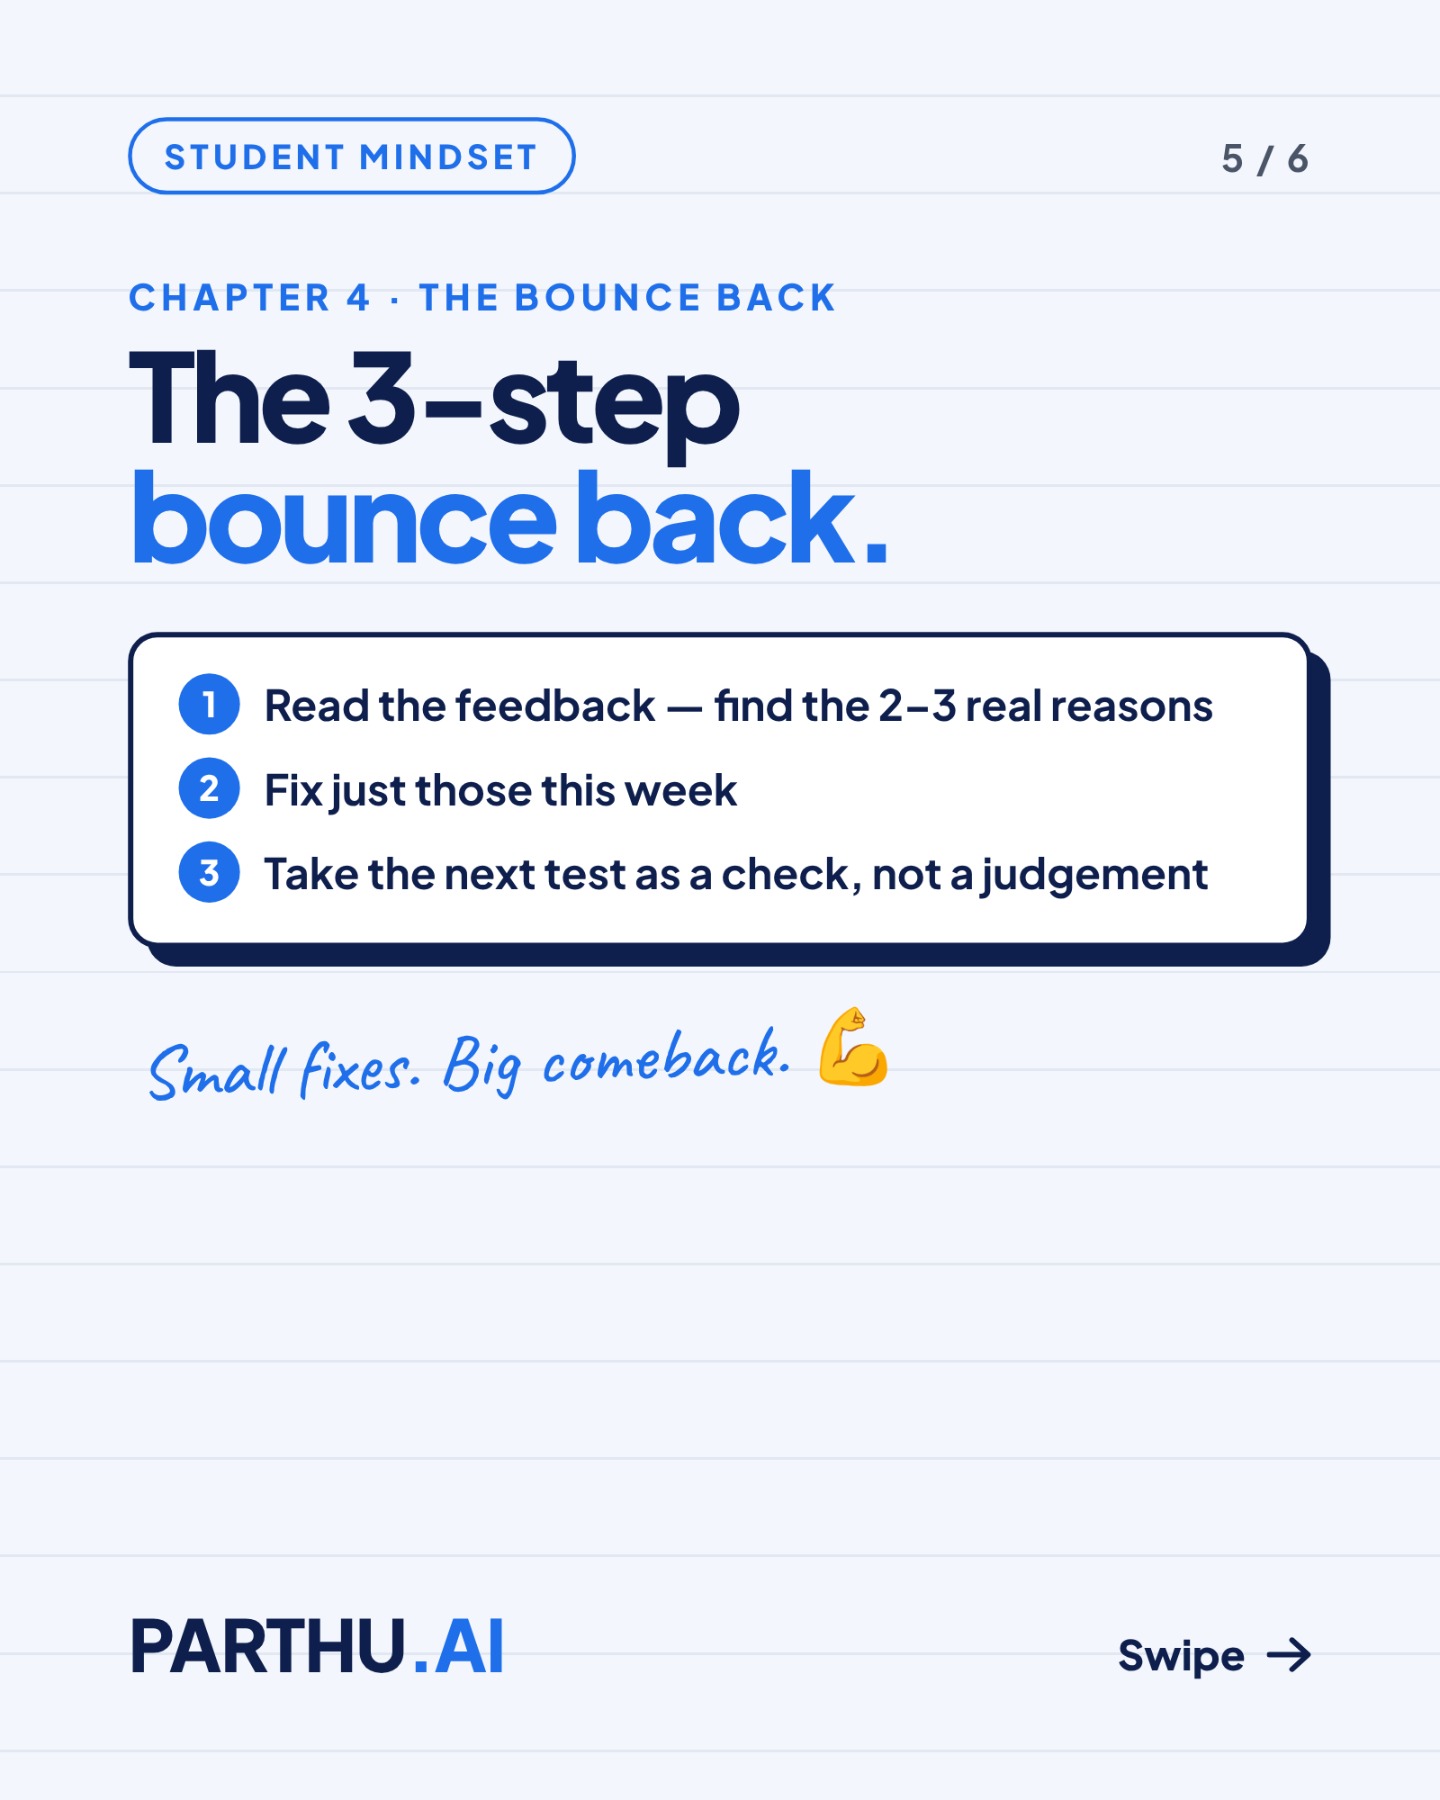 STUDENT MINDSET
5 / 6
CHAPTER 4 · THE BOUNCE BACK
The 3-step
bounce back.
1 Read the feedback — find the 2–3 real reasons
2 Fix just those this week
3 Take the next test as a check, not a judgement
Small fixes. Big comeback. 💪
PARTHU.AI
Swipe →